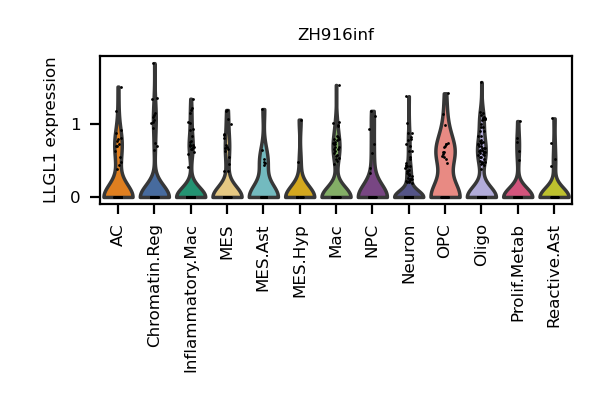 ZH916inf
LLGL1 expression
1
0
AC
Chromatin.Reg
Inflammatory.Mac
MES
MES.Ast
MES.Hyp
Mac
NPC
Neuron
OPC
Oligo
Prolif.Metab
Reactive.Ast